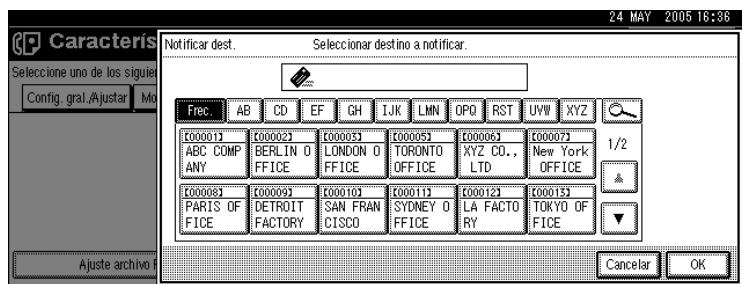 24 MAY 2005 16:36
Caracterís
Notificar dest. Seleccionar destino a notificar.
Seleccione uno de los siguie
Config. gral./Ajustar Mo
Frec. AB CD EF GH IJK LMN OPQ RST UVW XYZ
[00001] [00002] [00003] [00005] [00006] [00007]
ABC COMP BERLIN O LONDON O TORONTO XYZ CO., New York
ANY FFICE FFICE OFFICE LTD OFFICE
1/2
[00008] [00009] [00010] [00011] [00012] [00013]
PARIS OF DETROIT SAN FRAN SYDNEY O LA FACTO TOKYO OF
FICE FACTORY CISCO FFICE RY FICE
Ajuste archivo
Cancelar OK